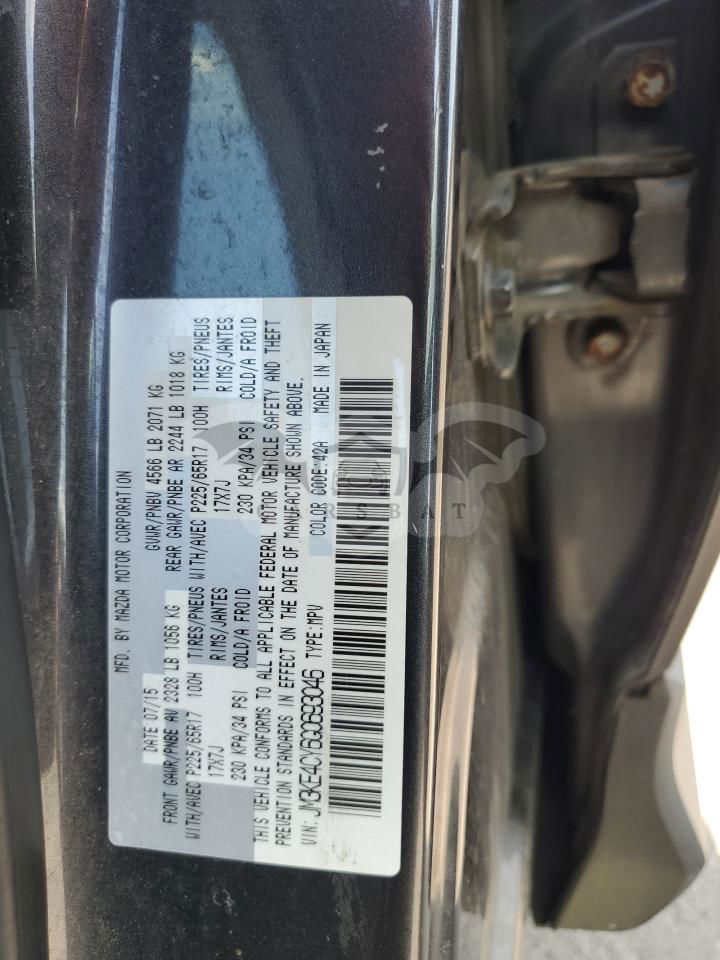 MFD. BY MAZDA MOTOR CORPORATION
DATE 07/15 GVWR/PNBV 4566 LB 2071 KG
FRONT GAWR/PNBE AV 2328 LB 1056 KG REAR GAWR/PNBE AR 2244 LB 1018 KG
WITH/AVEC P225/65R17 100H TIRES/PNEUS WITH/AVEC P225/65R17 100H TIRES/PNEUS
17X7J RIMS/JANTES 17X7J RIMS/JANTES
230 KPA/34 PSI COLD/A FROID 230 KPA/34 PSI COLD/A FROID
THIS VEHICLE CONFORMS TO ALL APPLICABLE FEDERAL MOTOR VEHICLE SAFETY AND THEFT
PREVENTION STANDARDS IN EFFECT ON THE DATE OF MANUFACTURE SHOWN ABOVE.
VIN: JM3KE4CY6G0693046 TYPE:MPV COLOR CODE:42A MADE IN JAPAN